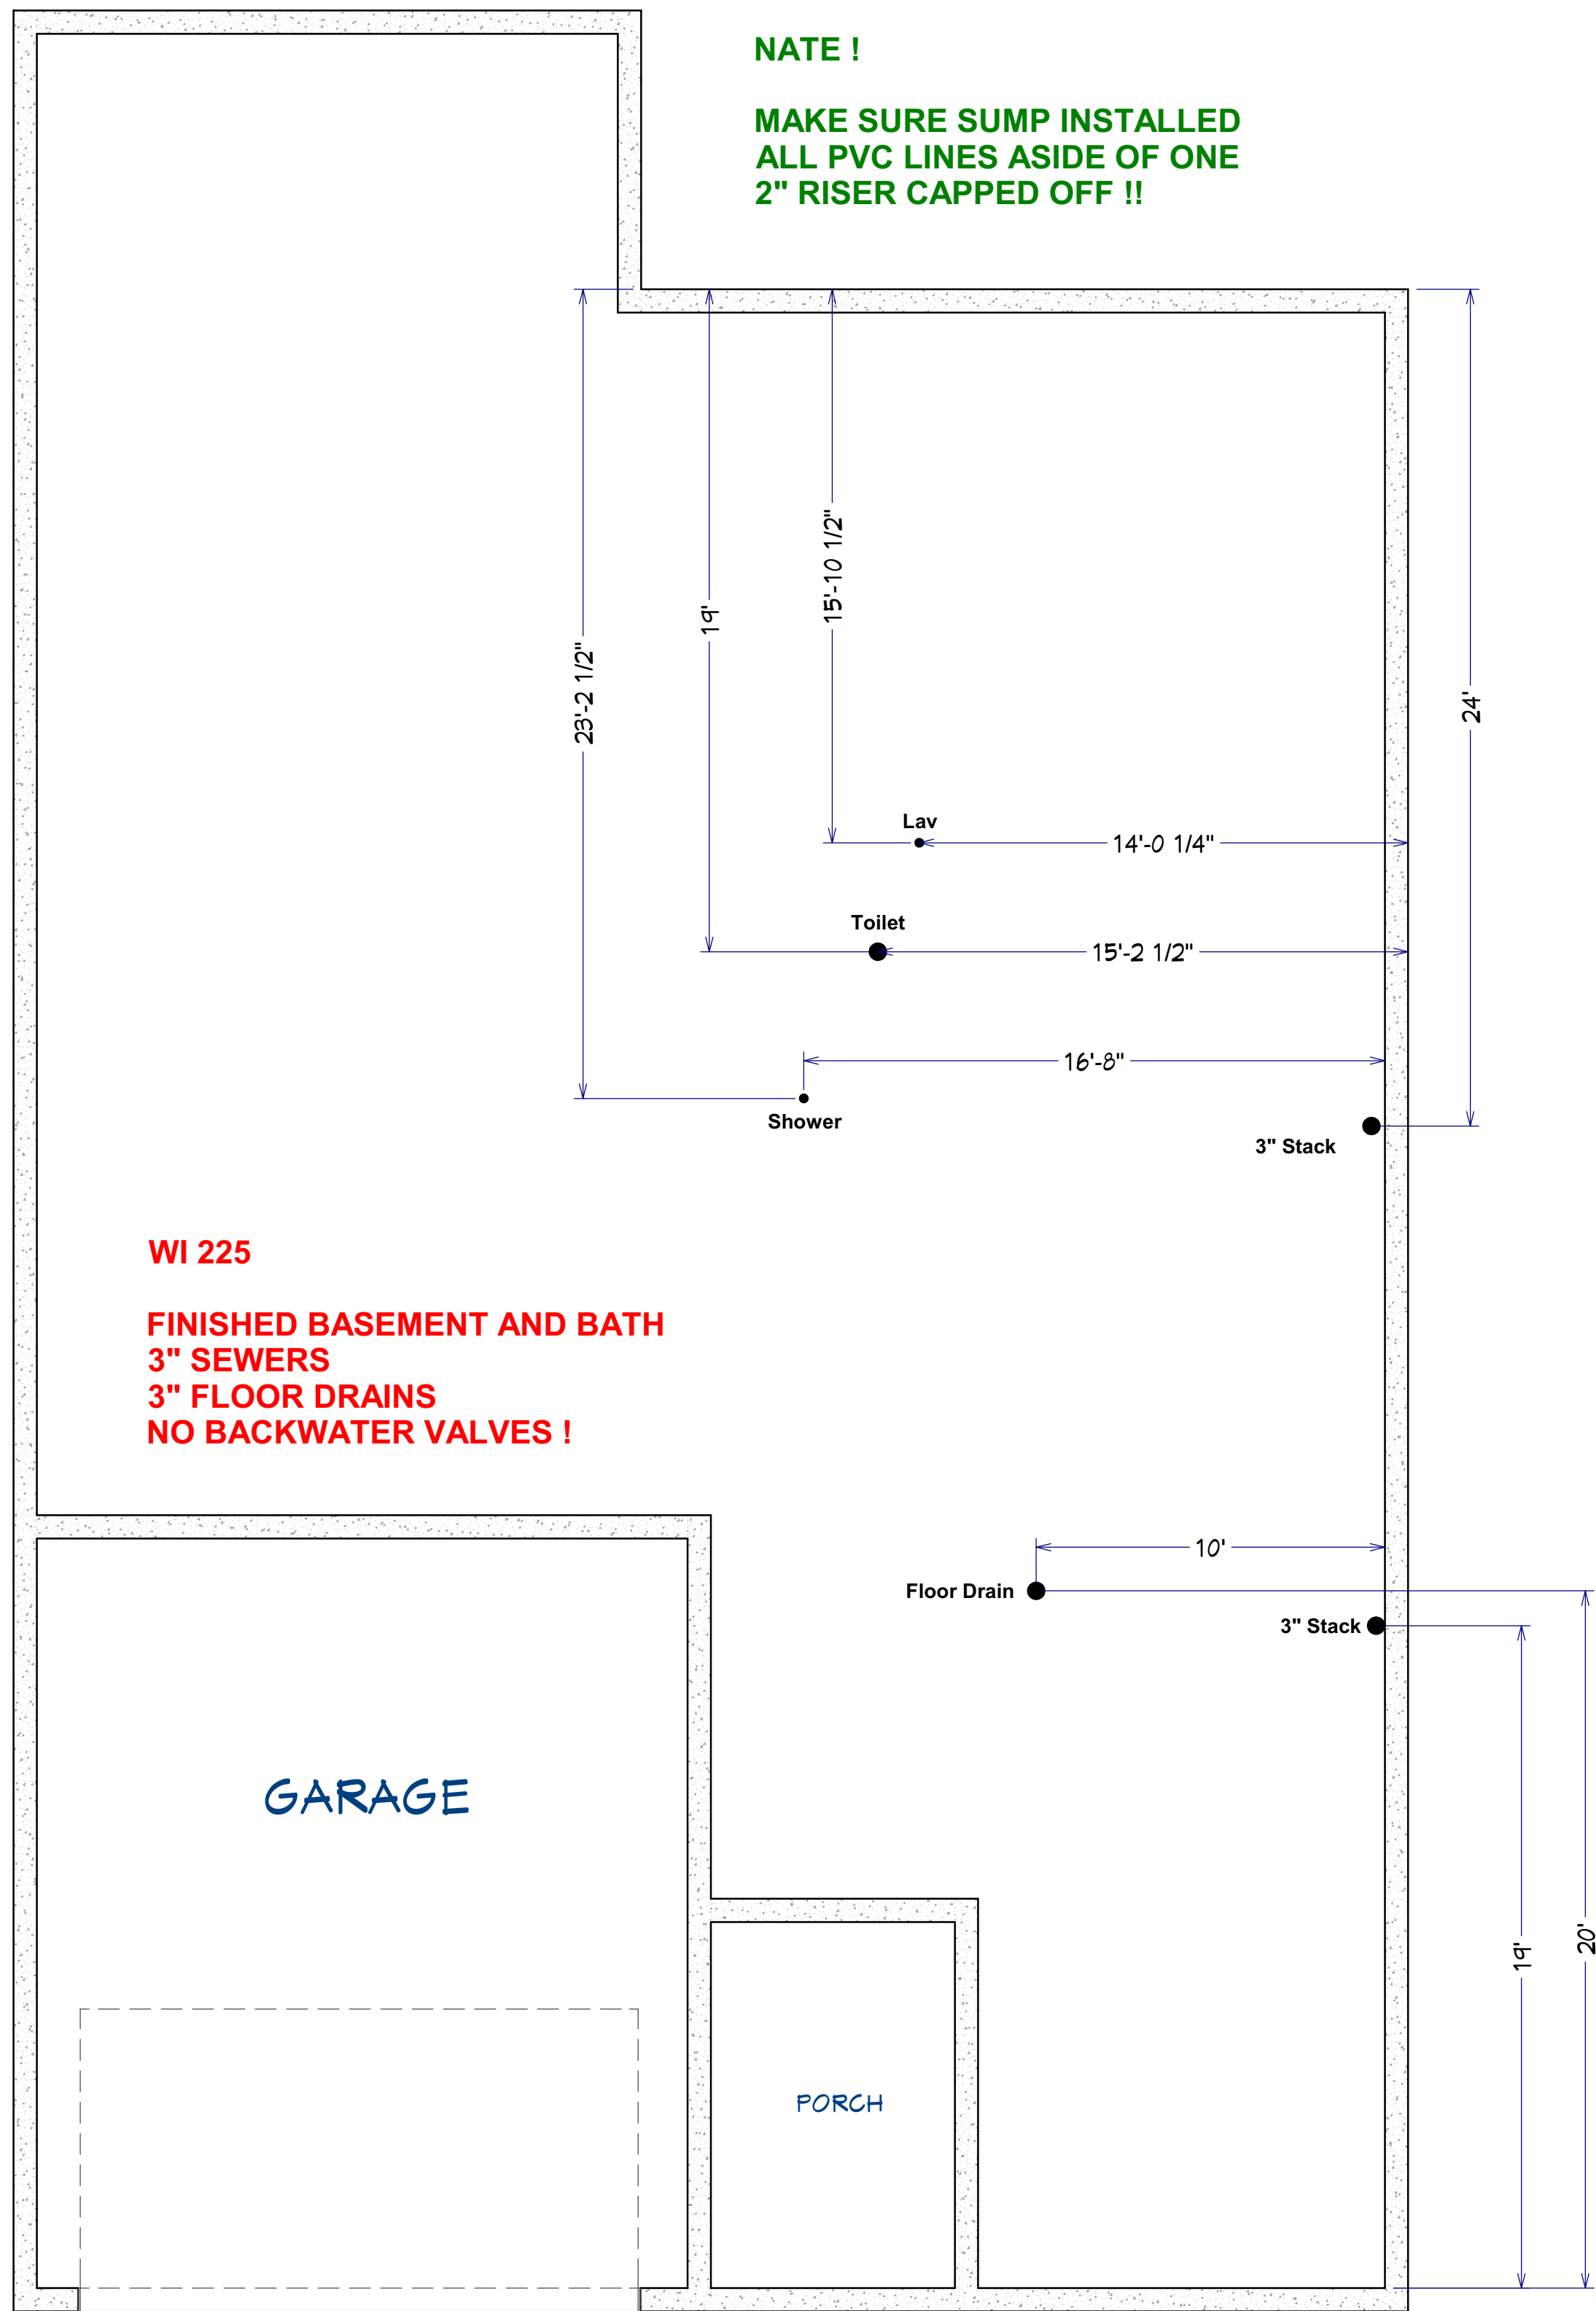 NATE !
MAKE SURE SUMP INSTALLED
ALL PVC LINES ASIDE OF ONE
2" RISER CAPPED OFF !!
15'-10 1/2"
19'
23'-2 1/2"
24'
Lav
14'-0 1/4"
Toilet
15'-2 1/2"
16'-8"
Shower
3" Stack
WI 225
FINISHED BASEMENT AND BATH
3" SEWERS
3" FLOOR DRAINS
NO BACKWATER VALVES !
10'
Floor Drain
3" Stack
GARAGE
19'
20'
PORCH